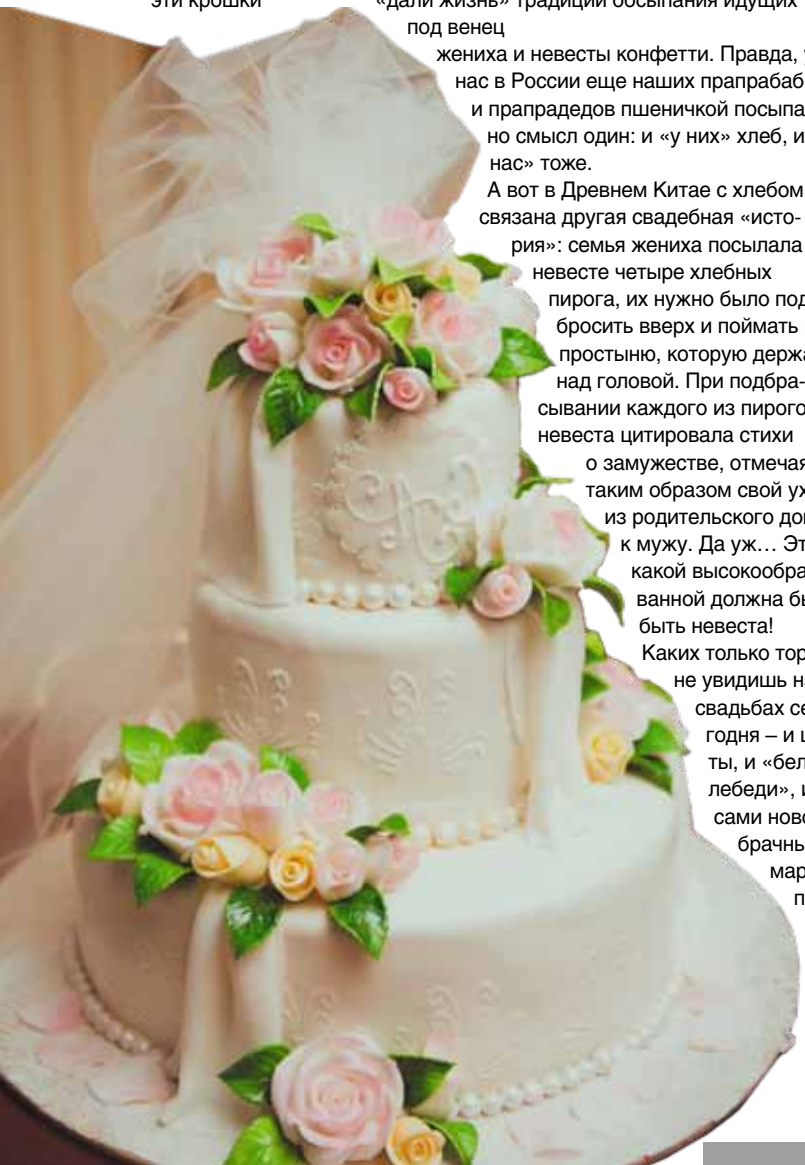 эти крошки «дали жизнь» традиции обсыпания идущих
под венец
жениха и невесты конфетти. Правда,
нас в России еще наших прапрабаб
и прапрадедов пшеничкой посыпа
но смысл один: и «у них» хлеб, и
нас» тоже.
А вот в Древнем Китае с хлебом
связана другая свадебная «исто-
рия»: семья жениха посылала
невесте четыре хлебных
пирога, их нужно было под
бросить вверх и поймать
простыню, которую держа
над головой. При подбра-
сывании каждого из пирого
невеста цитировала стихи
о замужестве, отмечая
таким образом свой ух
из родительского до
к мужу. Да уж… Эт
какой высокообра
ванной должна б
быть невеста!
Каких только тор
не увидишь н
свадьбах се
годня – и ш
ты, и «бел
лебеди», и
сами ново
брачны
мар
п